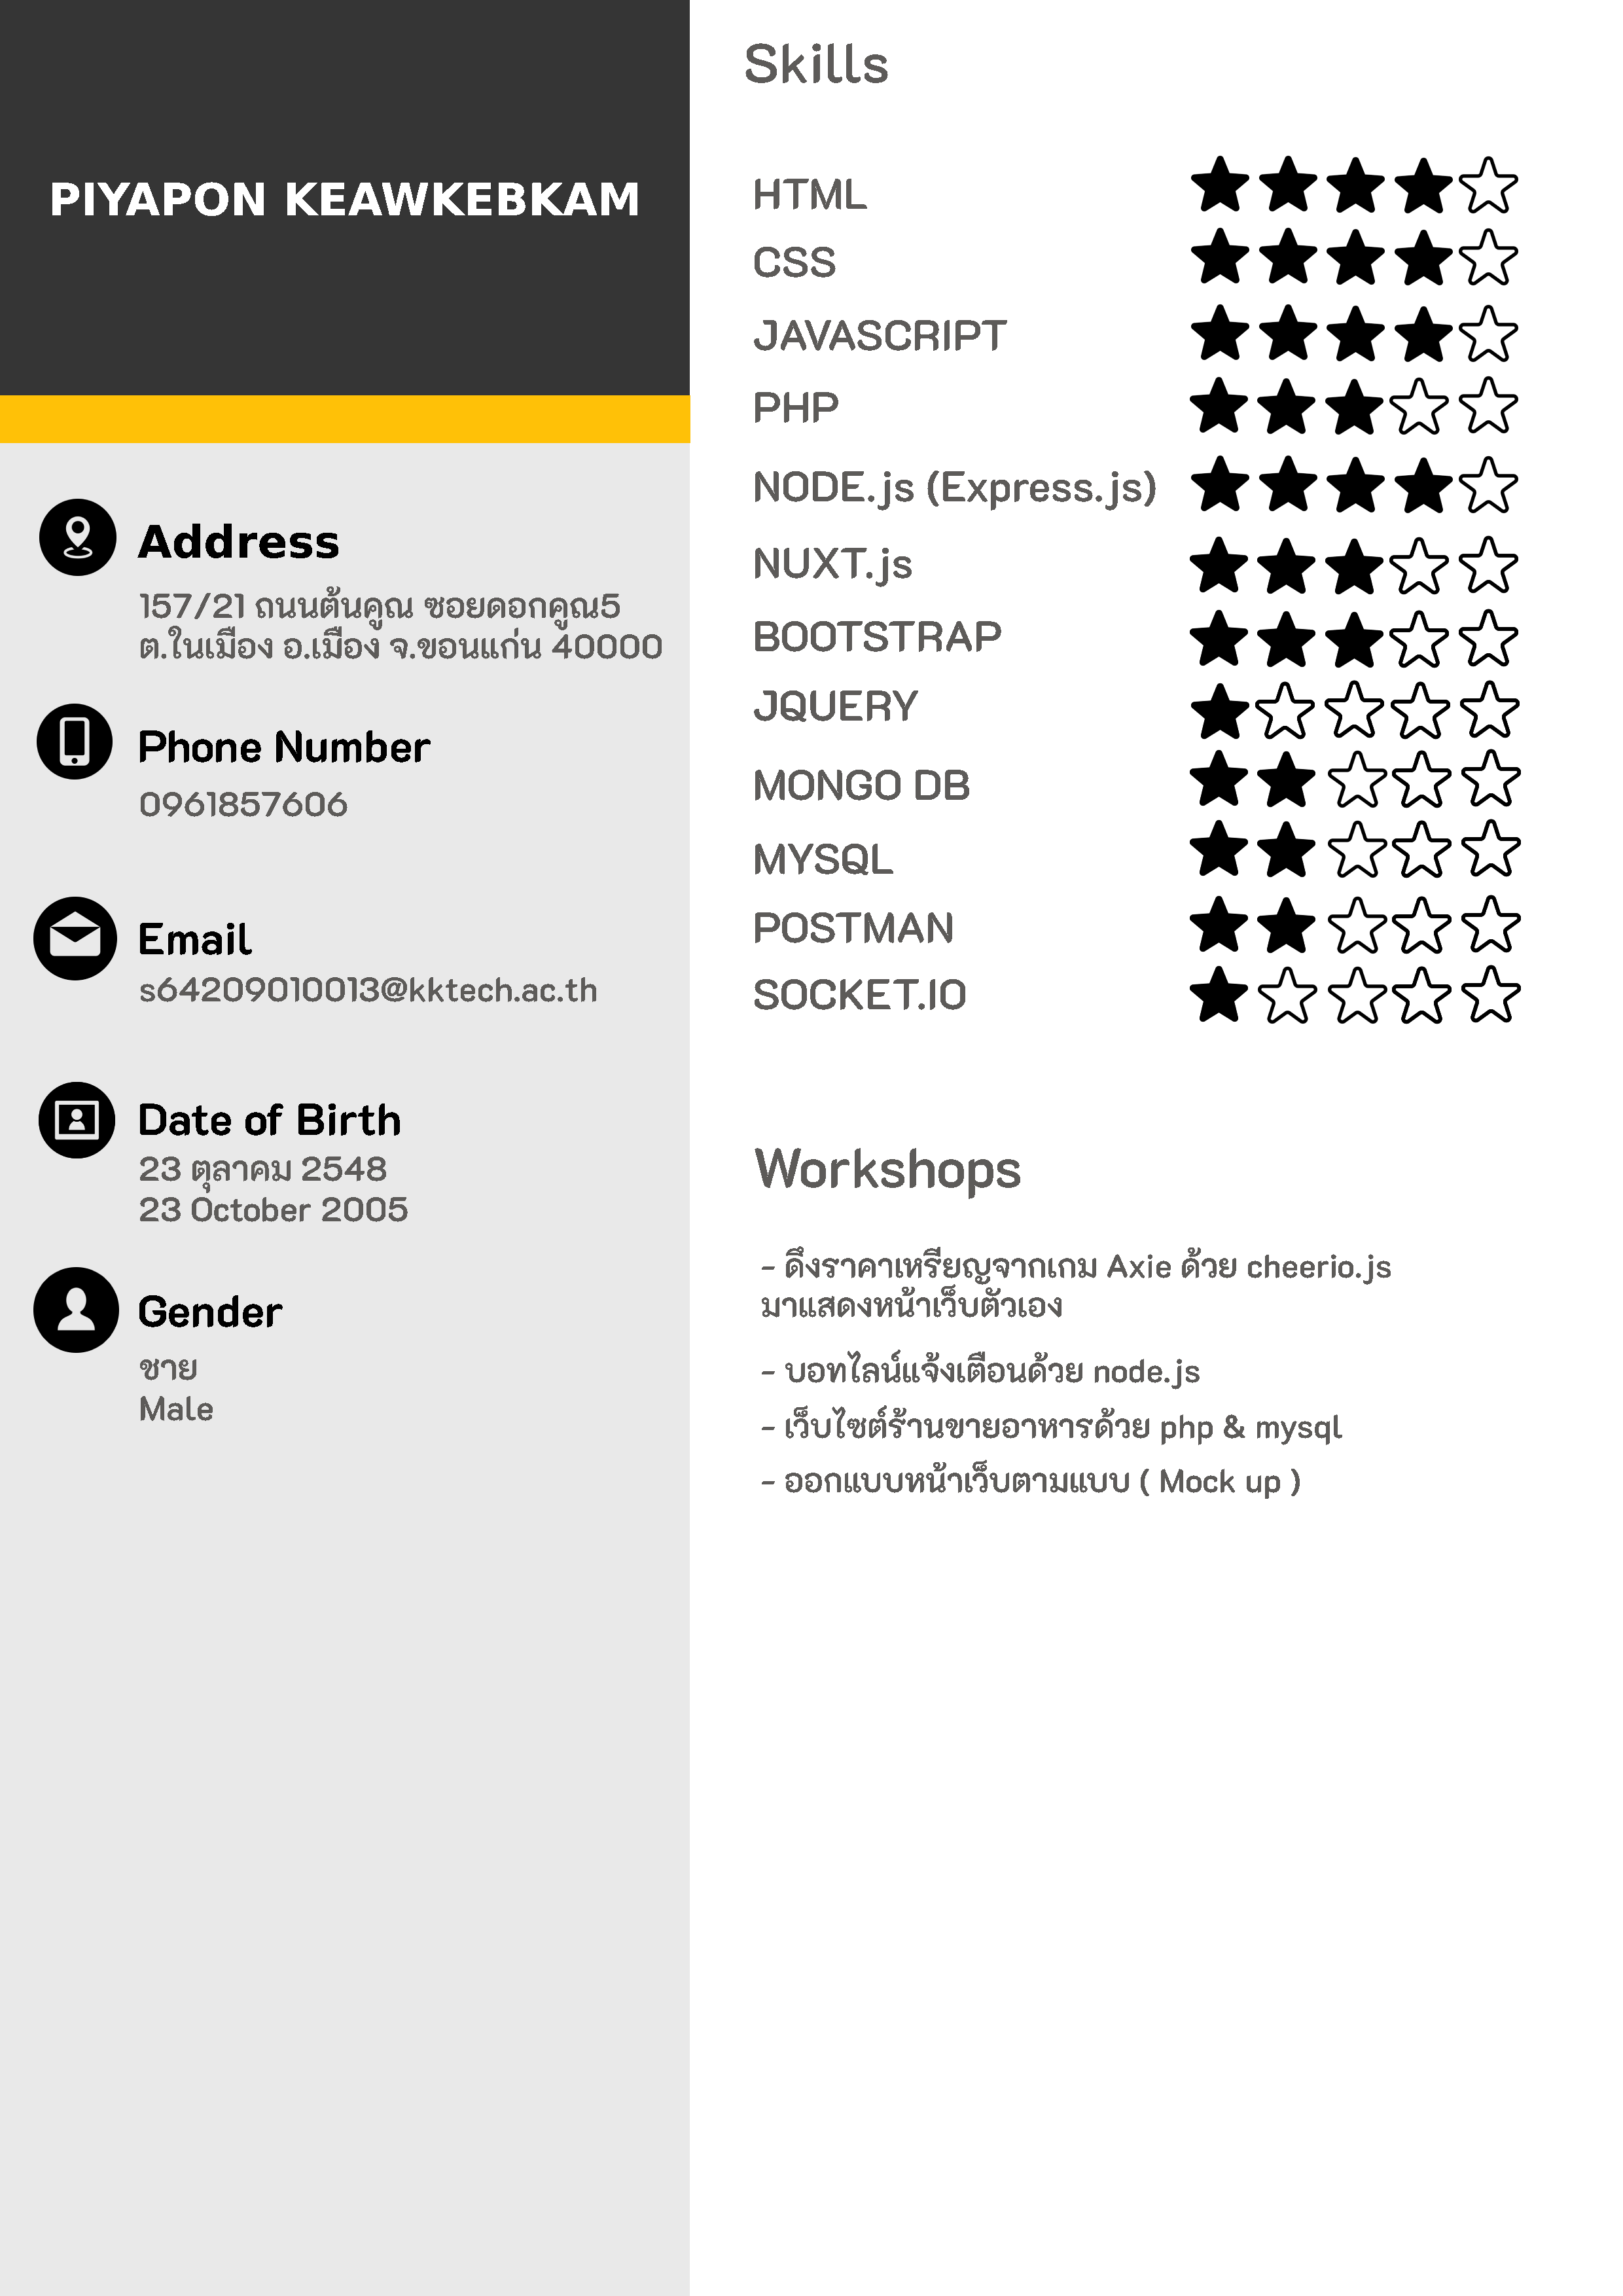 PIYAPON KEAWKEBKAM
Address
157/21 ถนนต้นคูณ ซอยดอกคูณ5
ต.ในเมือง อ.เมือง จ.ขอนแก่น 40000
Phone Number
0961857606
Email
s64209010013@kktech.ac.th
Date of Birth
23 ตุลาคม 2548
23 October 2005
Gender
ชาย
Male
Skills
HTML
CSS
JAVASCRIPT
PHP
NODE.js (Express.js)
NUXT.js
BOOTSTRAP
JQUERY
MONGO DB
MYSQL
POSTMAN
SOCKET.IO
Workshops
- ดึงราคาเหรียญจากเกม Axie ด้วย cheerio.js
มาแสดงหน้าเว็บตัวเอง
- บอทไลน์แจ้งเตือนด้วย node.js
- เว็บไซต์ร้านขายอาหารด้วย php & mysql
- ออกแบบหน้าเว็บตามแบบ ( Mock up )